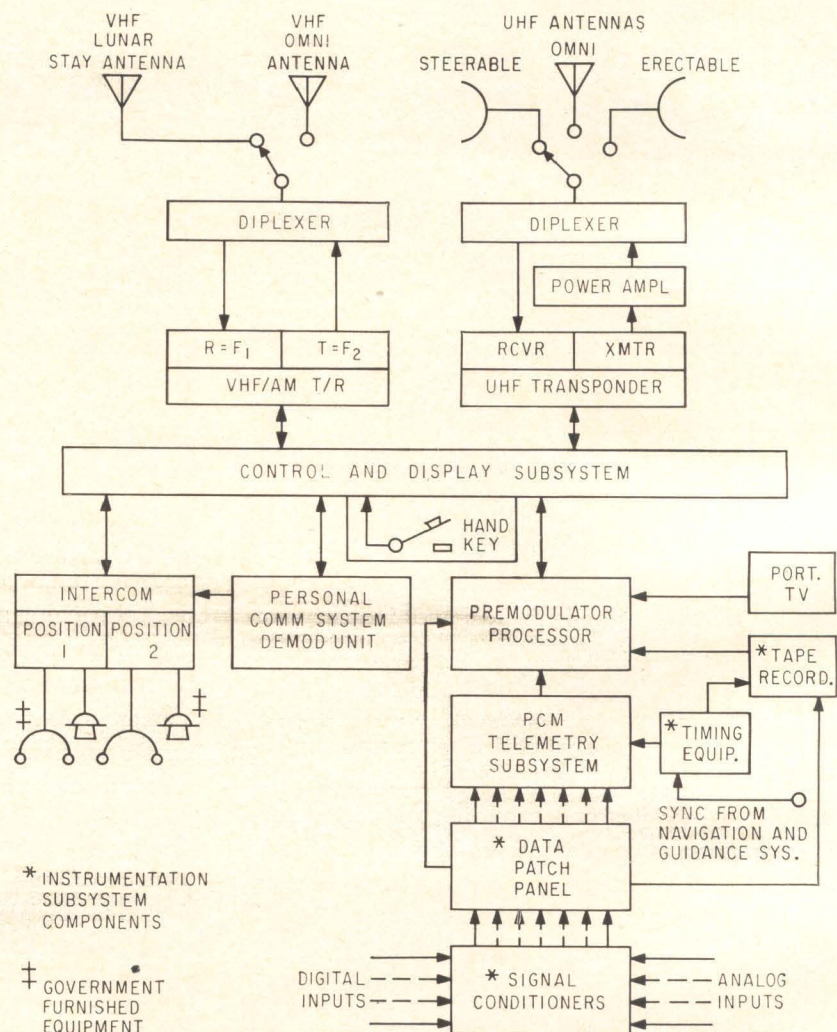 VHF
LUNAR
STAY ANTENNA
VHF
OMNI
ANTENNA
UHF ANTENNAS
OMNI
STEERABLE
ERECTABLE
DIPLEXER
DIPLEXER
POWER AMPL
R=F1
T=F2
VHF/AM T/R
RCVR
XMTR
UHF TRANSPONDER
CONTROL AND DISPLAY SUBSYSTEM
HAND
KEY
INTERCOM
POSITION
1
POSITION
2
PERSONAL
COMM SYSTEM
DEMOD UNIT
PREMODULATOR
PROCESSOR
PORT.
TV
* TAPE
RECORD.
PCM
TELEMETRY
SUBSYSTEM
* TIMING
EQUIP.
‡
‡
SYNC FROM
NAVIGATION AND
GUIDANCE SYS.
* DATA
PATCH
PANEL
* INSTRUMENTATION
SUBSYSTEM
COMPONENTS
‡ GOVERNMENT
FURNISHED
EQUIPMENT
DIGITAL
INPUTS
* SIGNAL
CONDITIONERS
ANALOG
INPUTS